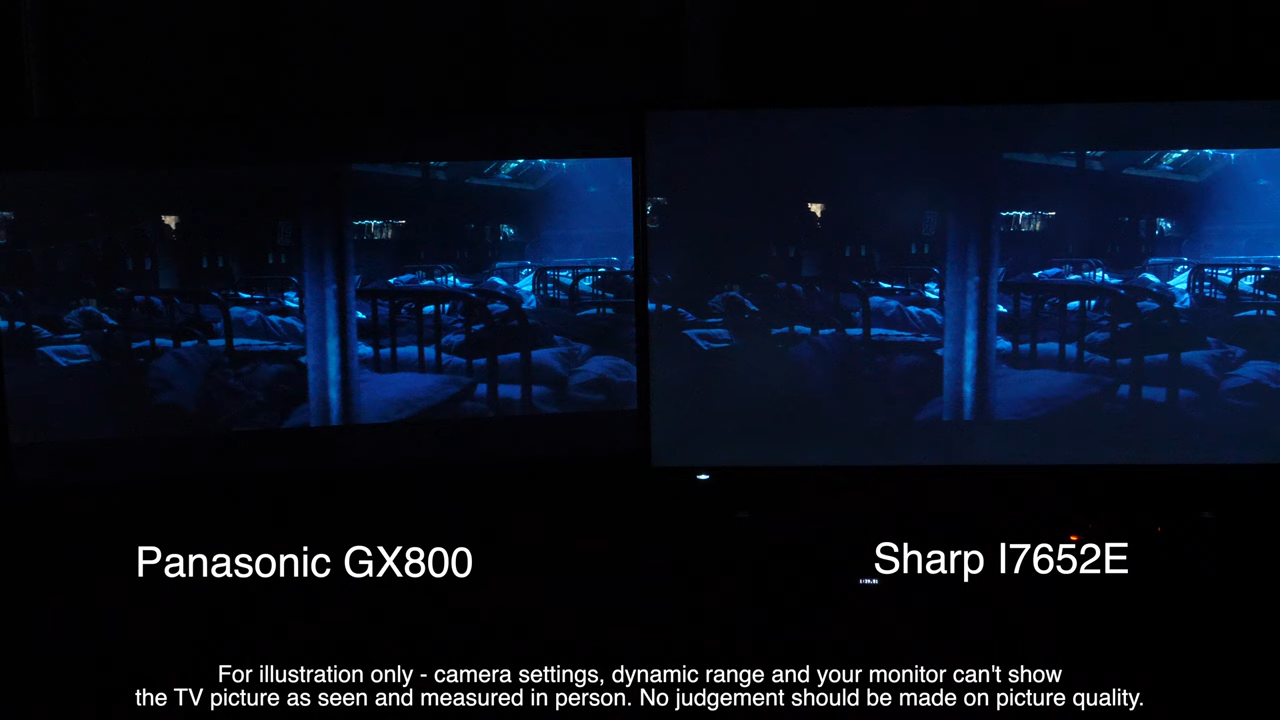 Panasonic GX800
Sharp I7652E
For illustration only - camera settings, dynamic range and your monitor can't show
the TV picture as seen and measured in person. No judgement should be made on picture quality.